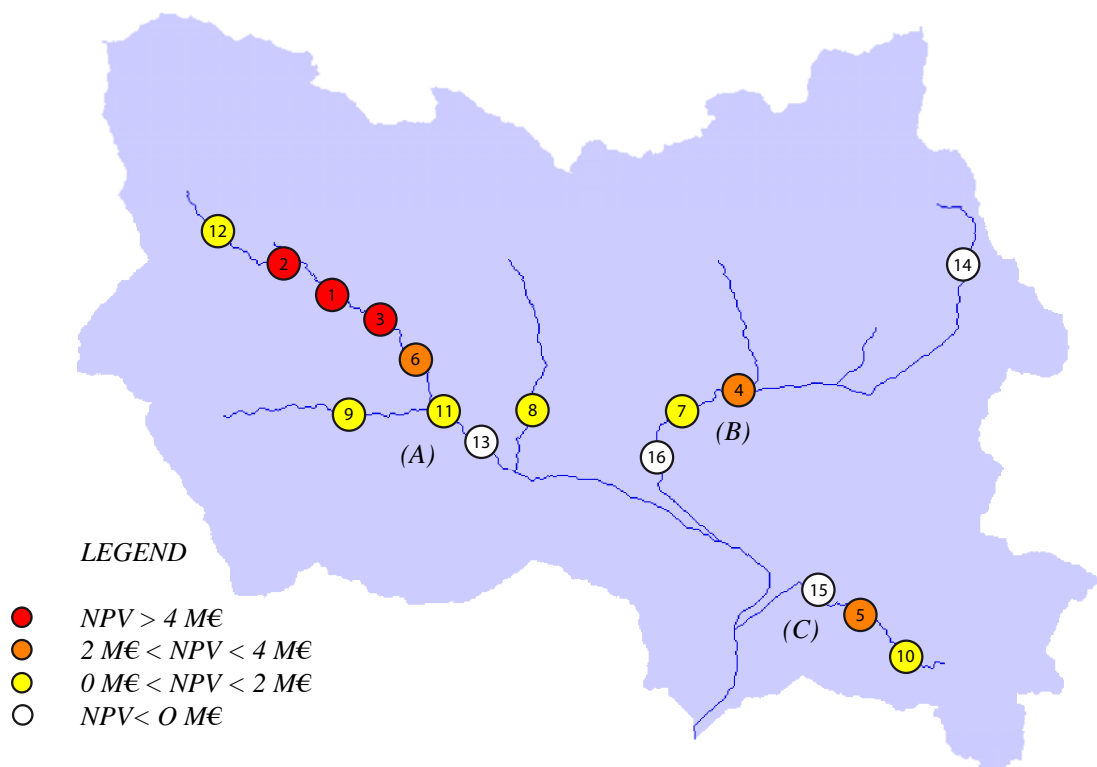 12
2
14
1
3
6
4
9
11
8
7
(A)
13
(B)
16
LEGEND
15
(C)
5
NPV > 4 M€
2 M€ < NPV < 4 M€
10
0 M€ < NPV < 2 M€
NPV< O M€